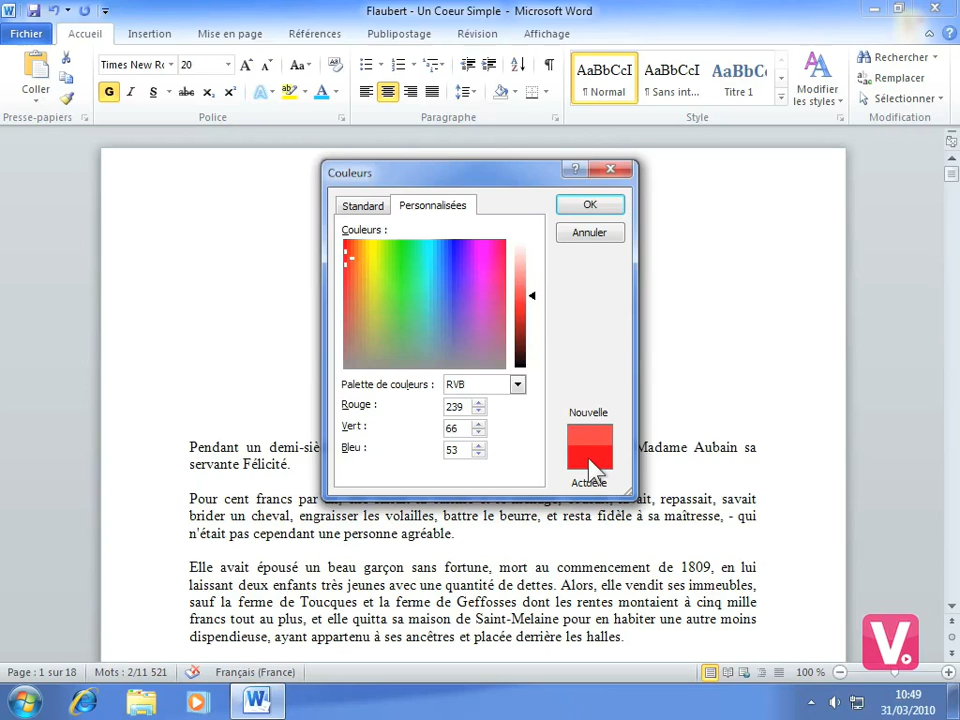 Flaubert - Un Coeur Simple - Microsoft Word
Fichier Accueil Insertion Mise en page Références Publipostage Révision Affichage
Coller
Presse-papiers
Times New Ro 20
G I S abc x₂ x²
Police
Paragraphe
AaBbCcI AaBbCcI AaBbC
¶ Normal ¶ Sans int... Titre 1
Modifier les styles
Style
Rechercher
Remplacer
Sélectionner
Modification
Couleurs
Standard Personnalisées
OK
Annuler
Couleurs :
Palette de couleurs : RVB
Rouge : 239
Vert : 66
Bleu : 53
Nouvelle
Actuelle
Pendant un demi-siè Madame Aubain sa
servante Félicité.
Pour cent francs par repassait, savait
brider un cheval, engraisser les volailles, battre le beurre, et resta fidèle à sa maîtresse, - qui
n'était pas cependant une personne agréable.
Elle avait épousé un beau garçon sans fortune, mort au commencement de 1809, en lui
laissant deux enfants très jeunes avec une quantité de dettes. Alors, elle vendit ses immeubles,
sauf la ferme de Toucques et la ferme de Geffosses dont les rentes montaient à cinq mille
francs tout au plus, et elle quitta sa maison de Saint-Melaine pour en habiter une autre moins
dispendieuse, ayant appartenu à ses ancêtres et placée derrière les halles.
V
Page : 1 sur 18 Mots : 2/11 521 Français (France) 100 %
10:49
31/03/2010